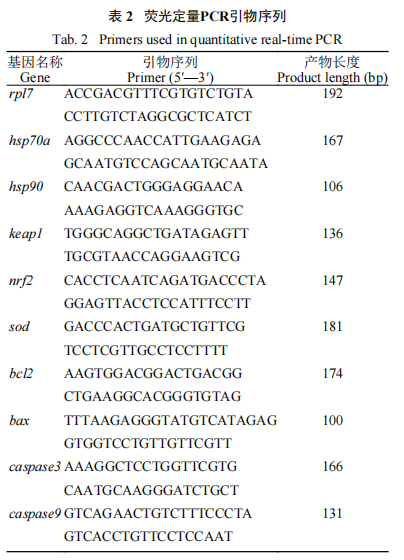 表 2 荧光定量PCR引物序列
Tab. 2 Primers used in quantitative real-time PCR
基因名称 引物序列 产物长度
Gene Primer (5′—3′) Product length (bp)
rpl7 ACCGACGTTTCGTGTCTGTA 192
CCTTGTCTAGGCGCTCATCT
hsp70a AGGCCCAACCATTGAAGAGA 167
GCAATGTCCAGCAATGCAATA
hsp90 CAACGACTGGGAGGAACA 106
AAAGAGGTCAAAGGGTGC
keap1 TGGGCAGGCTGATAGAGTT 136
TGCGTAACCAGGAAGTCG
nrf2 CACCTCAATCAGATGACCCTA 147
GGAGTTACCTCCATTTCCTT
sod GACCCACTGATGCTGTTCG 181
TCCTCGTTGCCTCCTTTT
bcl2 AAGTGGACGGACTGACGG 174
CTGAAGGCACGGGTGTAG
bax TTTAAGAGGGTATGTCATAGAG 100
GTGGTCCTGTTGTTCGTT
caspase3 AAAGGCTCCTGGTTCGTG 166
CAATGCAAGGGATCTGCT
caspase9 GTCAGAACTGTCTTTCCCTA 131
GTCACCTGTTCCTCCAAT